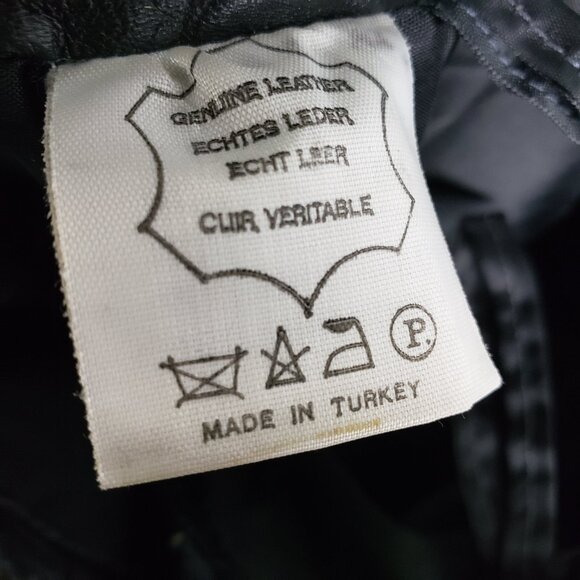 GENUINE LEATHER
ECHTES LEDER
ECHT LEER
CUIR VERITABLE
P.
MADE IN TURKEY